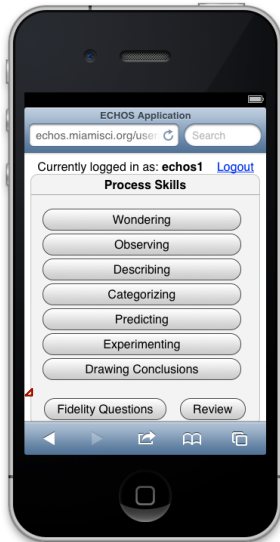 ECHOS Application
echos.miamisci.org/user
Search
Currently logged in as: echos1 Logout
Process Skills
Wondering
Observing
Describing
Categorizing
Predicting
Experimenting
Drawing Conclusions
Fidelity Questions Review